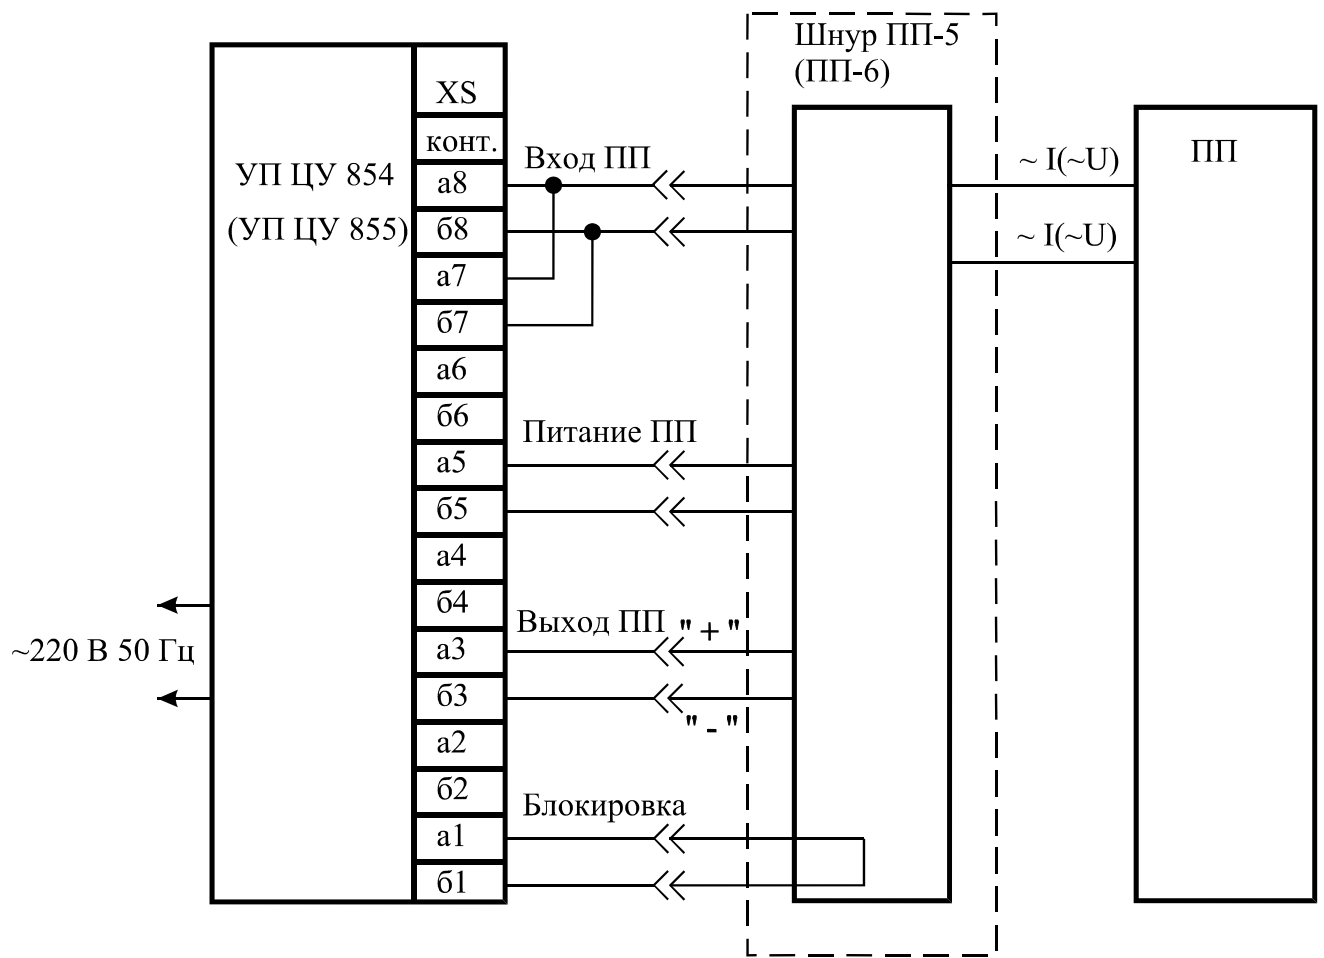 Шнур ПП-5
(ПП-6)
XS
конт.
УП ЦУ 854
(УП ЦУ 855)
а8
б8
а7
б7
а6
б6
а5
б5
а4
б4
а3
б3
а2
б2
а1
б1
Вход ПП
Питание ПП
Выход ПП
"+"
"-"
Блокировка
~ I(~U)
~ I(~U)
ПП
~220 В 50 Гц